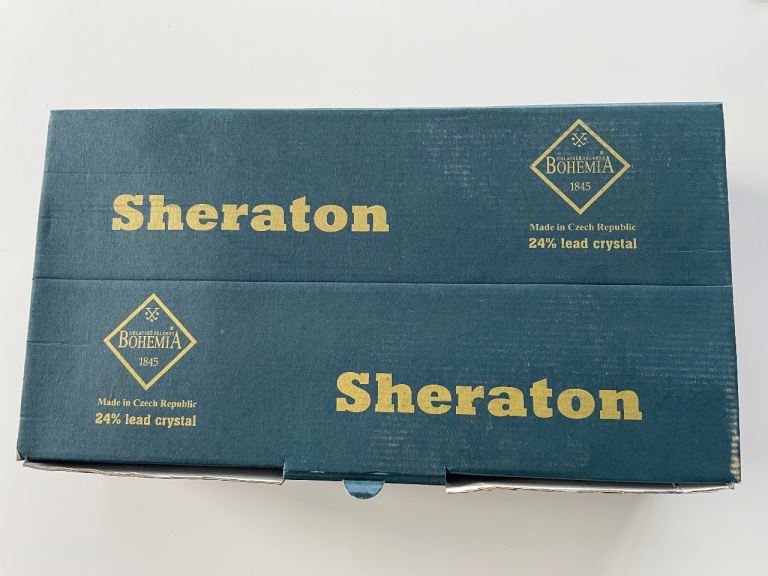 BOHEMIA
1845
Made in Czech Republic
24% lead crystal
Sheraton
BOHEMIA
1845
Made in Czech Republic
24% lead crystal
Sheraton